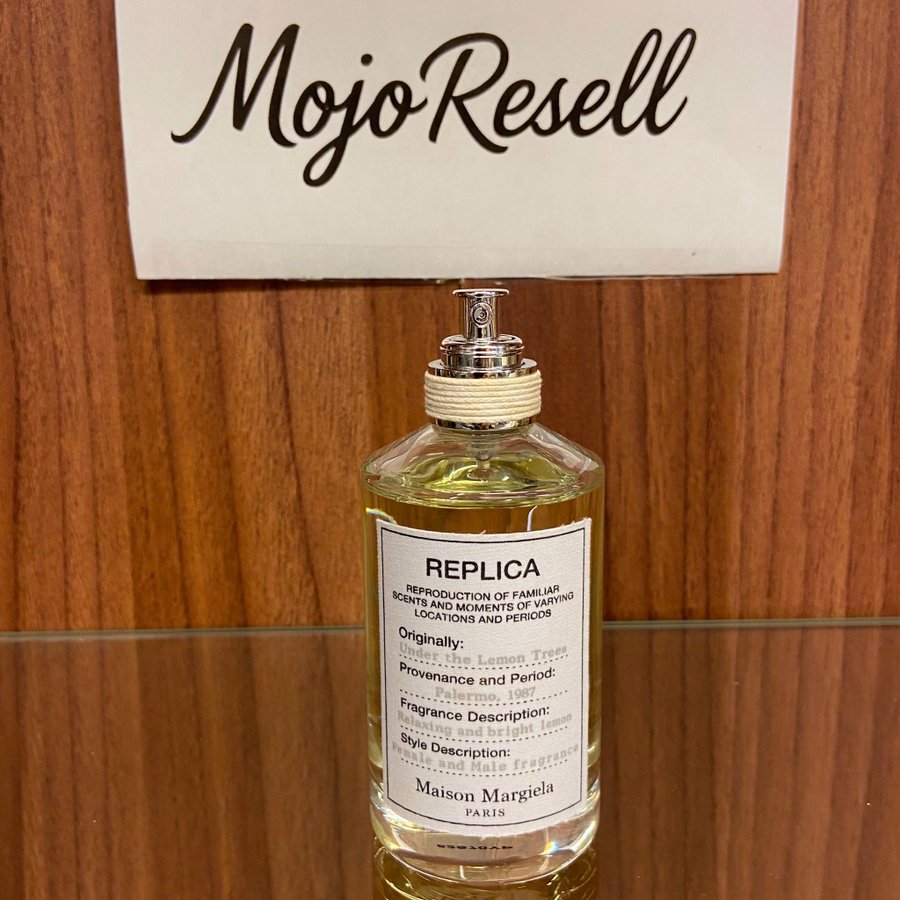 MojoResell
REPLICA
REPRODUCTION OF FAMILIAR
SCENTS AND MOMENTS OF VARYING
LOCATIONS AND PERIODS
Originally:
Under the Lemon Trees
Provenance and Period:
Palermo, 1987
Fragrance Description:
Relaxing and bright lemon
Style Description:
Female and Male fragrance
Maison Margiela
PARIS